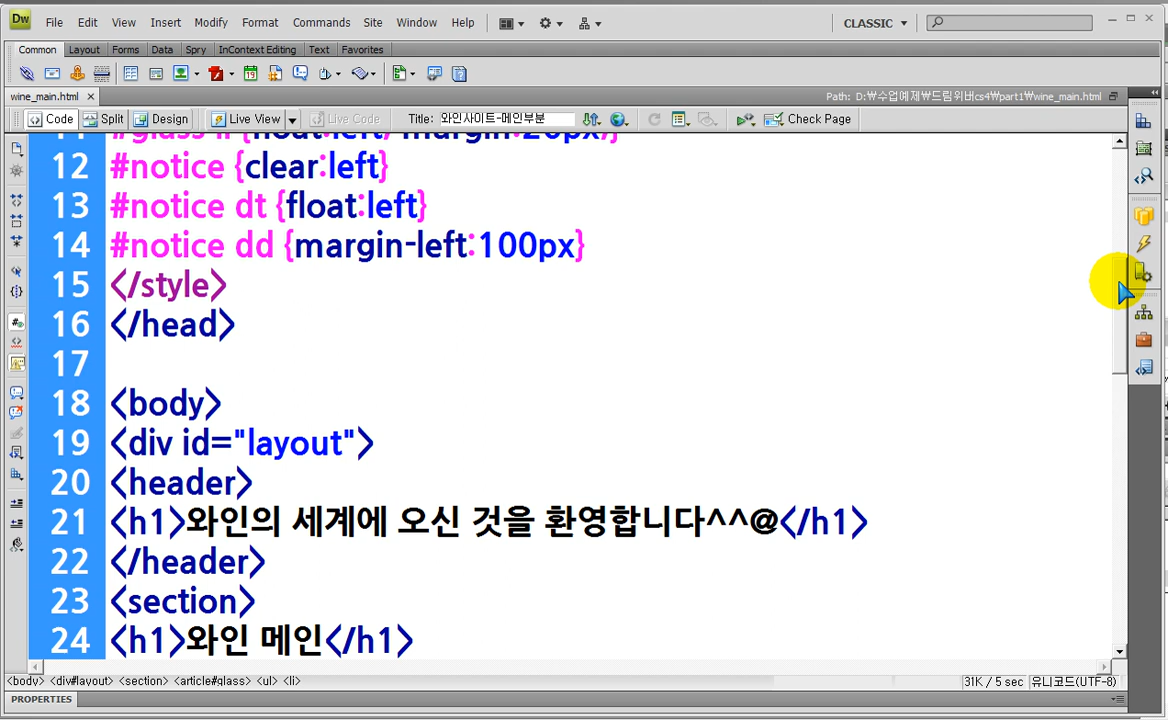 Dw File Edit View Insert Modify Format Commands Site Window Help CLASSIC
Common Layout Forms Data Spry InContext Editing Text Favorites
wine_main.html × Path: D:₩수업예제₩드림위버cs4₩part1₩wine_main.html
Code Split Design Live View Live Code Title: 와인사이트-메인부분 Check Page
12 #notice {clear:left}
13 #notice dt {float:left}
14 #notice dd {margin-left:100px}
15 </style>
16 </head>
17
18 <body>
19 <div id="layout">
20 <header>
21 <h1>와인의 세계에 오신 것을 환영합니다^^@</h1>
22 </header>
23 <section>
24 <h1>와인 메인</h1>
<body> <div#layout> <section> <article#glass> <ul> <li> 31K / 5 sec 유니코드(UTF-8)
PROPERTIES